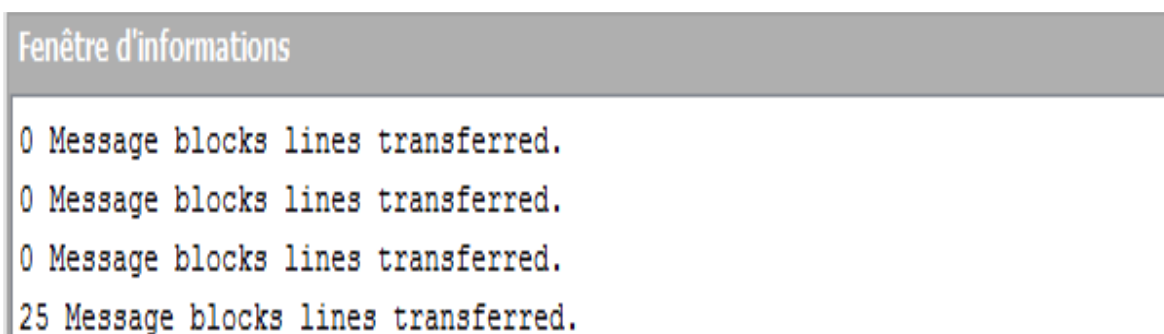 Fenêtre d'informations
0 Message blocks lines transferred.
0 Message blocks lines transferred.
0 Message blocks lines transferred.
25 Message blocks lines transferred.